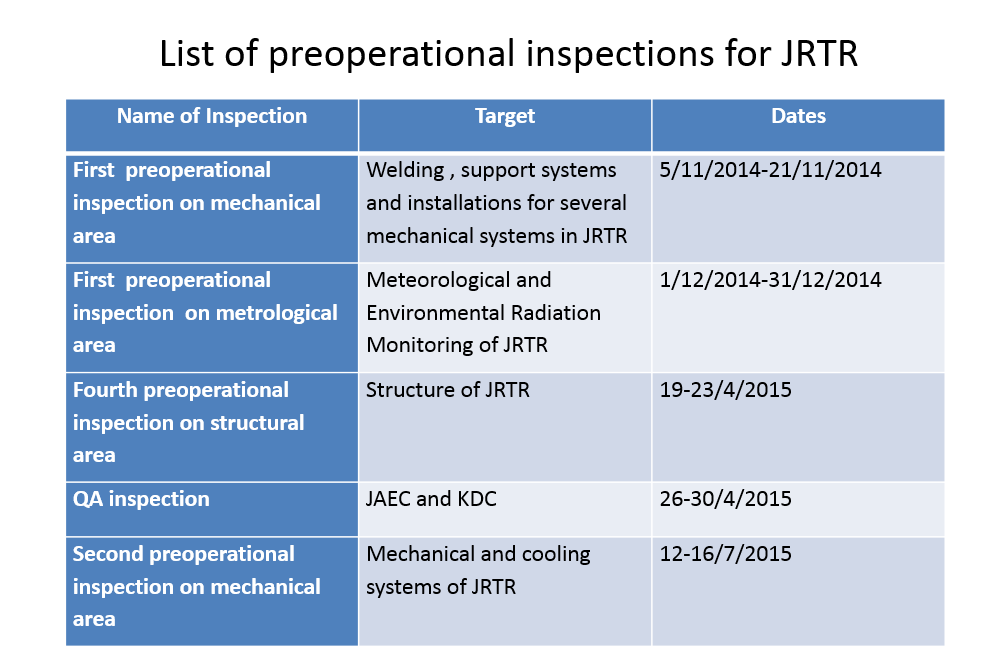 List of preoperational inspections for JRTR
Name of Inspection
Target
Dates
First  preoperational
inspection on mechanical
area
Welding , support systems
and installations for several
mechanical systems in JRTR
5/11/2014-21/11/2014
First  preoperational
inspection  on metrological
area
Meteorological and
Environmental Radiation
Monitoring of JRTR
1/12/2014-31/12/2014
Fourth preoperational
inspection on structural
area
Structure of JRTR
19-23/4/2015
QA inspection
JAEC and KDC
26-30/4/2015
Second preoperational
inspection on mechanical
area
Mechanical and cooling
systems of JRTR
12-16/7/2015